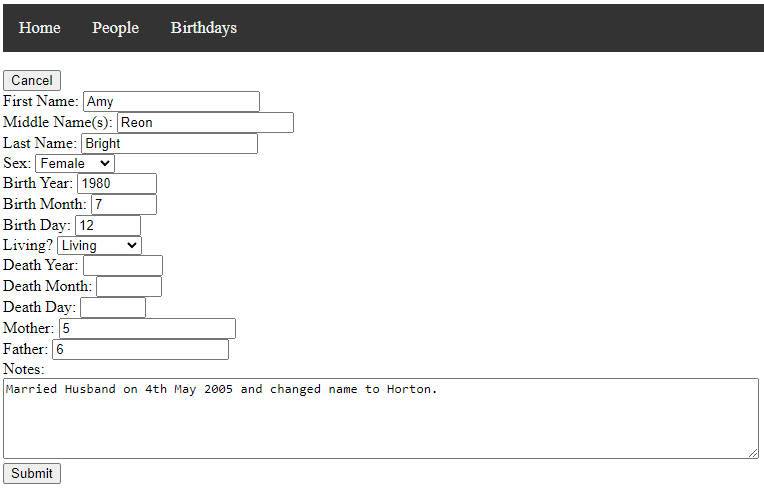 Home People Birthdays
Cancel
First Name: Amy
Middle Name(s): Reon
Last Name: Bright
Sex: Female
Birth Year: 1980
Birth Month: 7
Birth Day: 12
Living? Living
Death Year:
Death Month:
Death Day:
Mother: 5
Father: 6
Notes:
Married Husband on 4th May 2005 and changed name to Horton.
Submit